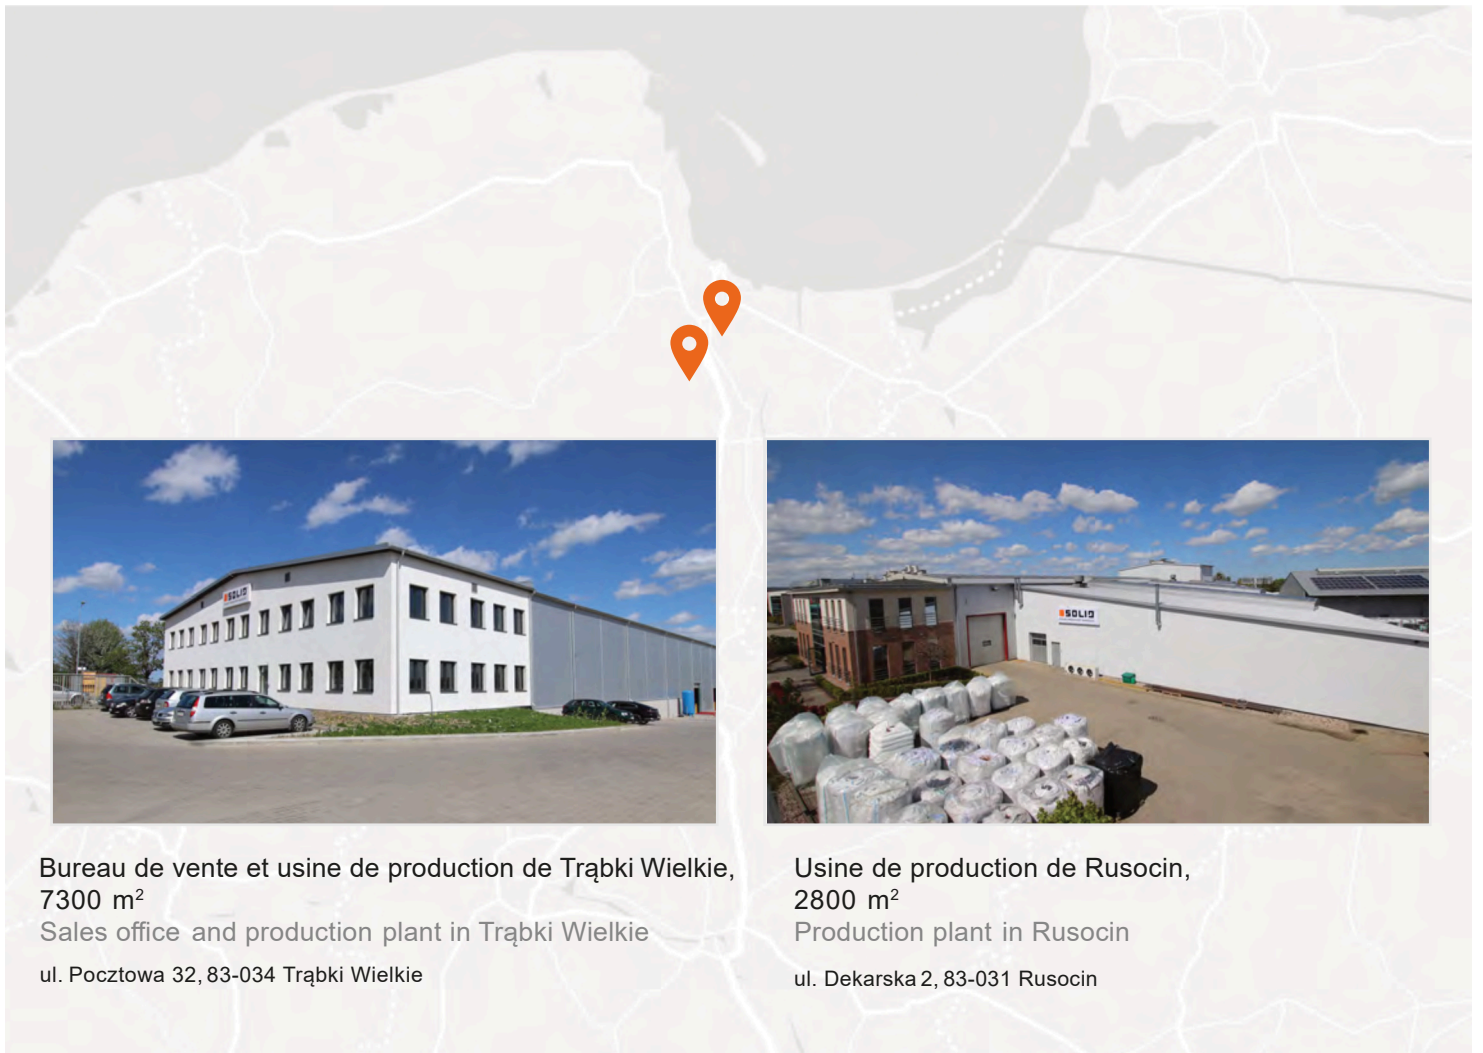 SOLID
SOLID
Bureau de vente et usine de production de Trąbki Wielkie,
7300 m²
Sales office and production plant in Trąbki Wielkie
ul. Pocztowa 32, 83-034 Trąbki Wielkie
Usine de production de Rusocin,
2800 m²
Production plant in Rusocin
ul. Dekarska 2, 83-031 Rusocin